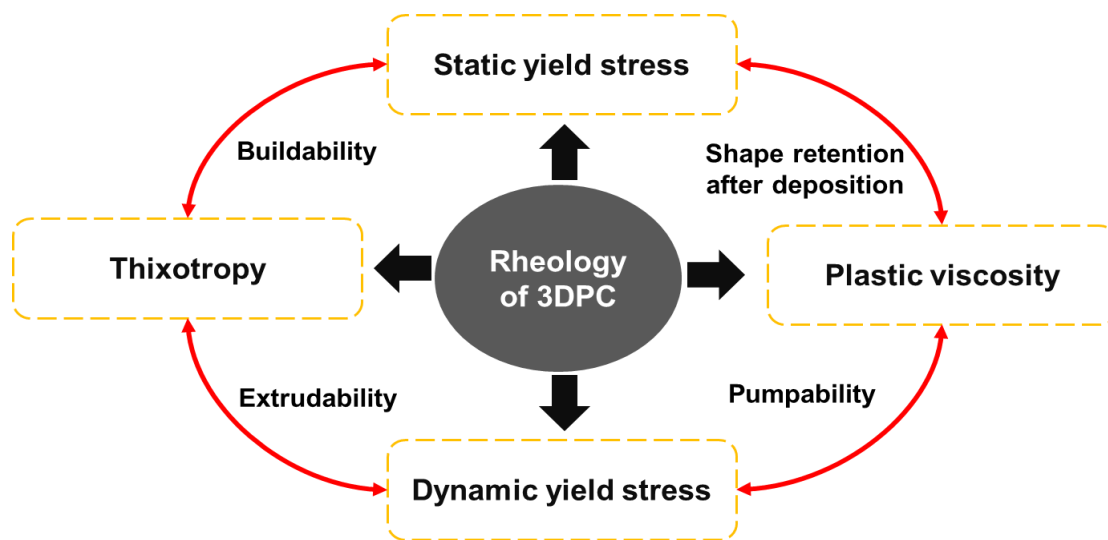 Static yield stress
Buildability
Shape retention
after deposition
Thixotropy
Rheology
of 3DPC
Plastic viscosity
Extrudability
Pumpability
Dynamic yield stress